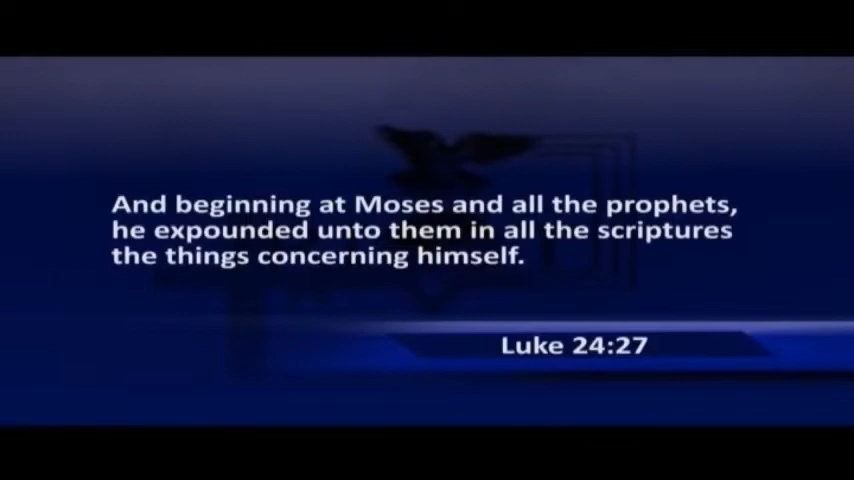 And beginning at Moses and all the prophets,
he expounded unto them in all the scriptures
the things concerning himself.
Luke 24:27